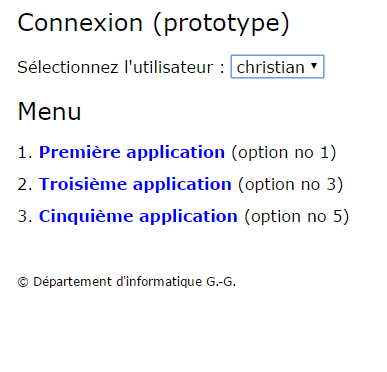 Connexion (prototype)
Sélectionnez l'utilisateur : christian
Menu
1. Première application (option no 1)
2. Troisième application (option no 3)
3. Cinquième application (option no 5)
© Département d'informatique G.-G.